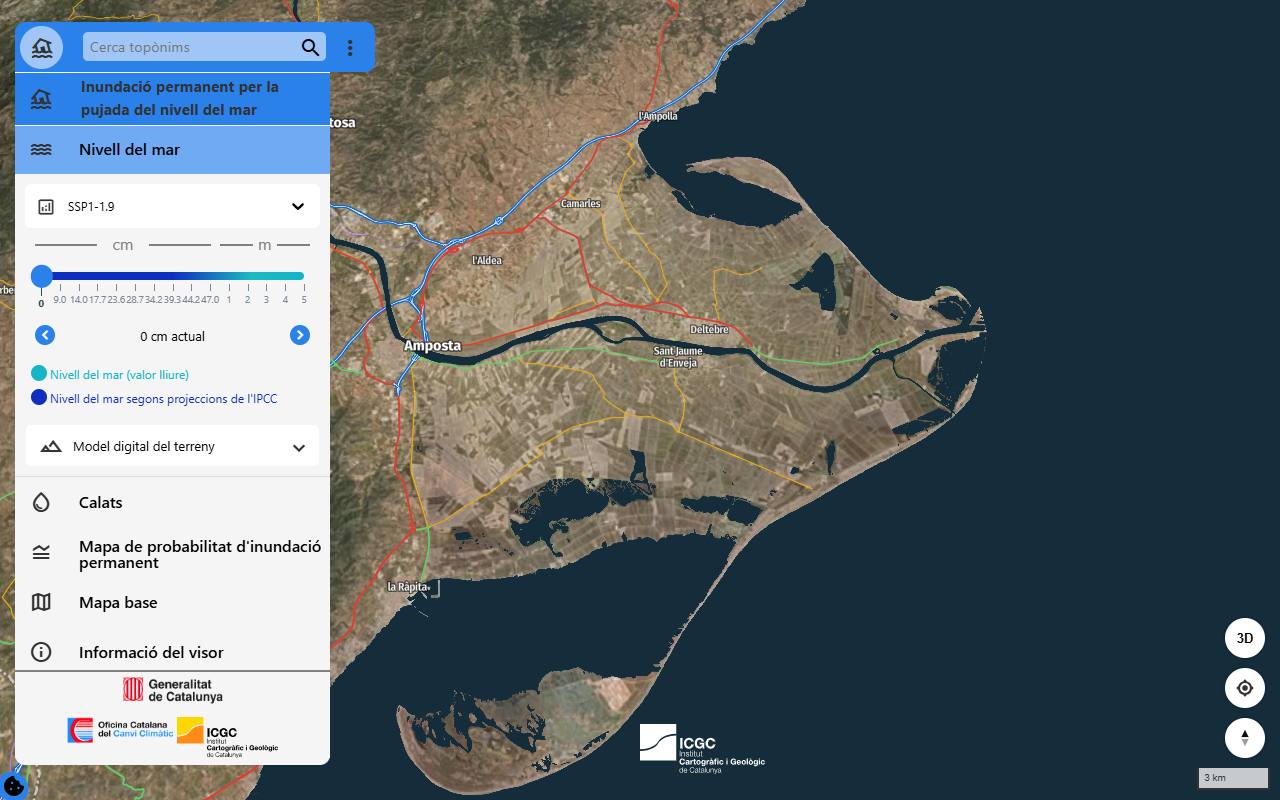 Cerca topònims
Inundació permanent per la
pujada del nivell del mar
Nivell del mar
SSP1-1.9
cm
m
0
9.0
14.0
17.7
23.6
28.7
34.2
39.3
44.2
47.0
1
2
3
4
5
0 cm actual
Nivell del mar (valor lliure)
Nivell del mar segons projeccions de l'IPCC
Model digital del terreny
Calats
Mapa de probabilitat d'inundació
permanent
Mapa base
Informació del visor
Generalitat
de Catalunya
Oficina Catalana
del Canvi Climàtic
ICGC
Institut
Cartogràfic i Geològic
de Catalunya
l'Ampolla
Camarles
l'Aldea
Deltebre
Amposta
Sant Jaume
d'Enveja
la Ràpita
ICGC
Institut
Cartogràfic i Geològic
de Catalunya
3D
3 km